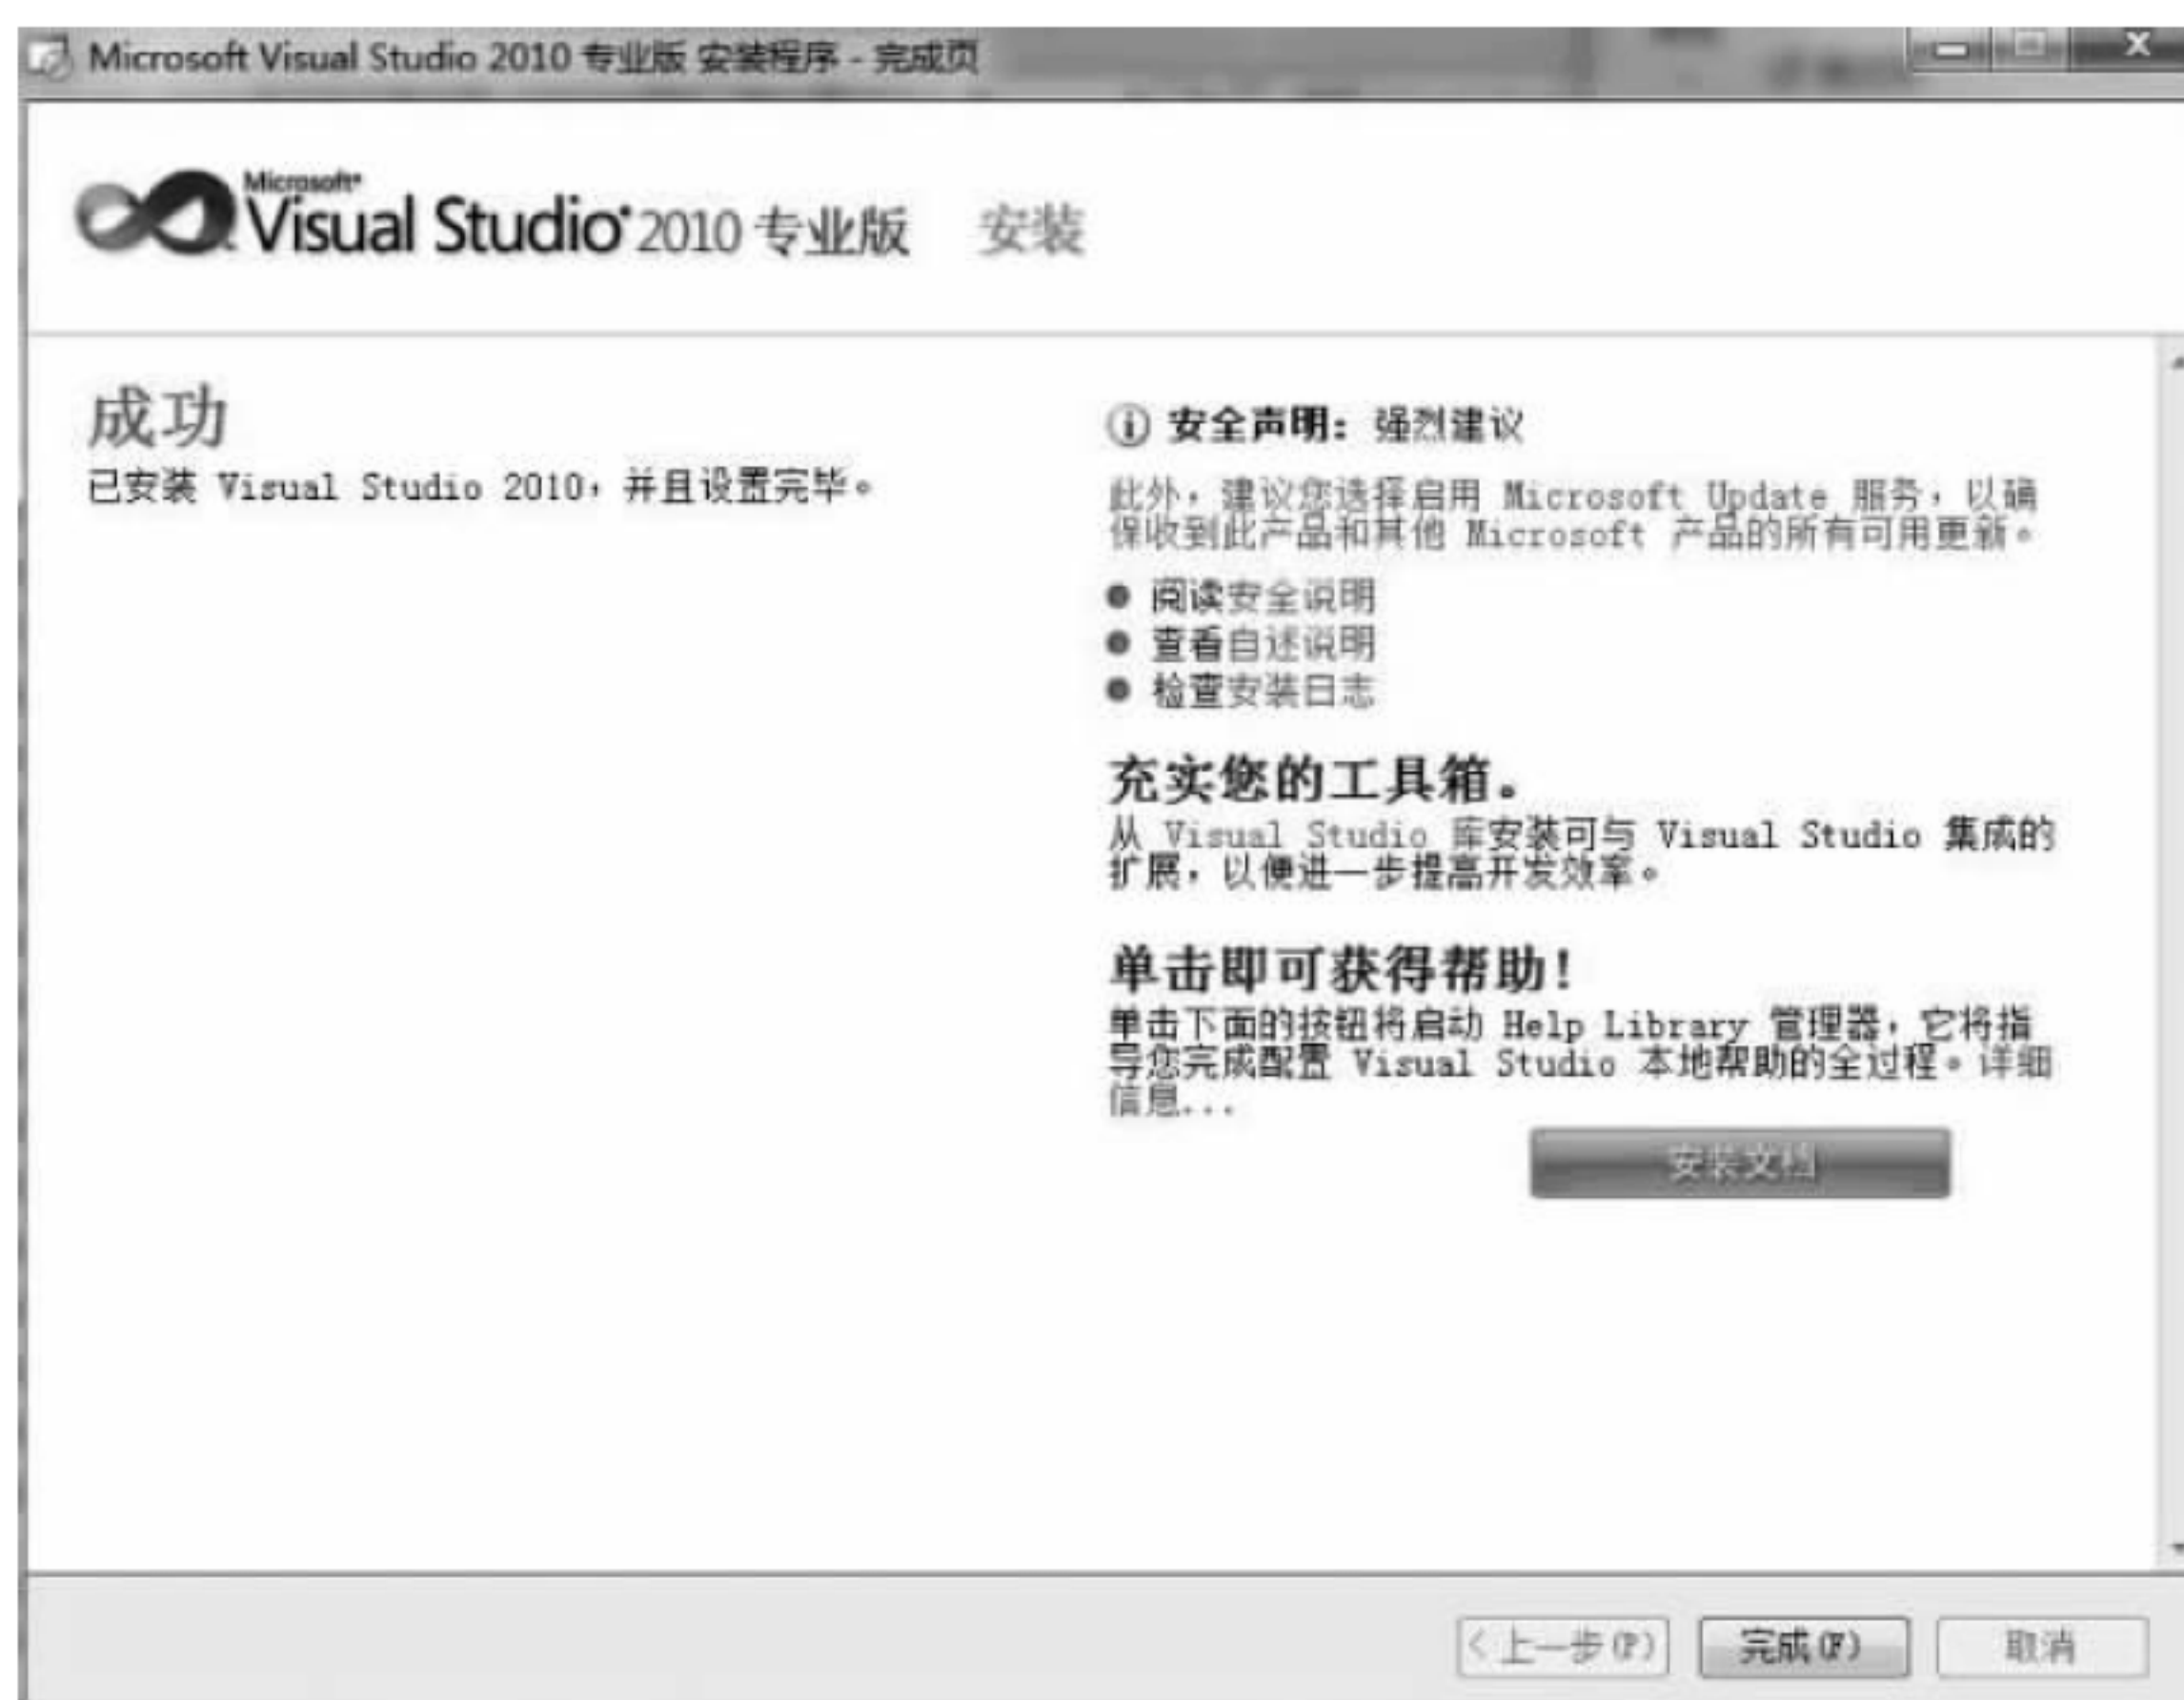 Microsoft Visual Studio 2010 专业版 安装程序 - 完成页
Microsoft
Visual Studio 2010 专业版 安装
成功
已安装 Visual Studio 2010，并且设置完毕。
安全声明：强烈建议
此外，建议您选择启用 Microsoft Update 服务，以确
保收到此产品和其他 Microsoft 产品的所有可用更新。
阅读安全说明
查看自述说明
检查安装日志
充实您的工具箱。
从 Visual Studio 库安装可与 Visual Studio 集成的
扩展，以便进一步提高开发效率。
单击即可获得帮助！
单击下面的按钮将启动 Help Library 管理器，它将指
导您完成配置 Visual Studio 本地帮助的全过程。详细
信息...
安装文档
< 上一步(P)
完成(F)
取消